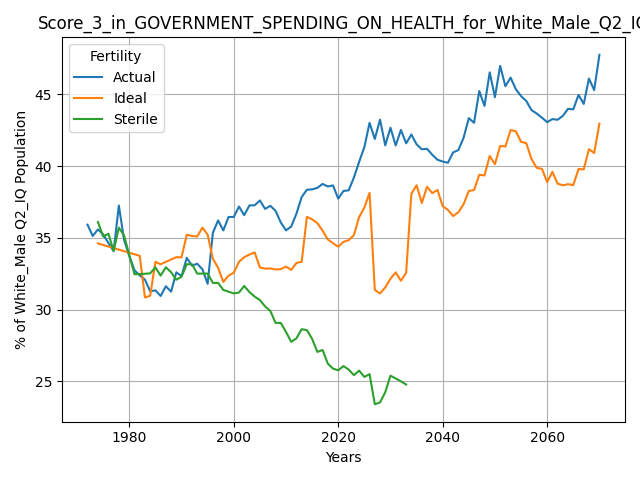 Score_3_in_GOVERNMENT_SPENDING_ON_HEALTH_for_White_Male_Q2_IQ
Fertility
Actual
Ideal
Sterile
% of White_Male Q2_IQ Population
45
40
35
30
25
1980
2000
2020
2040
2060
Years